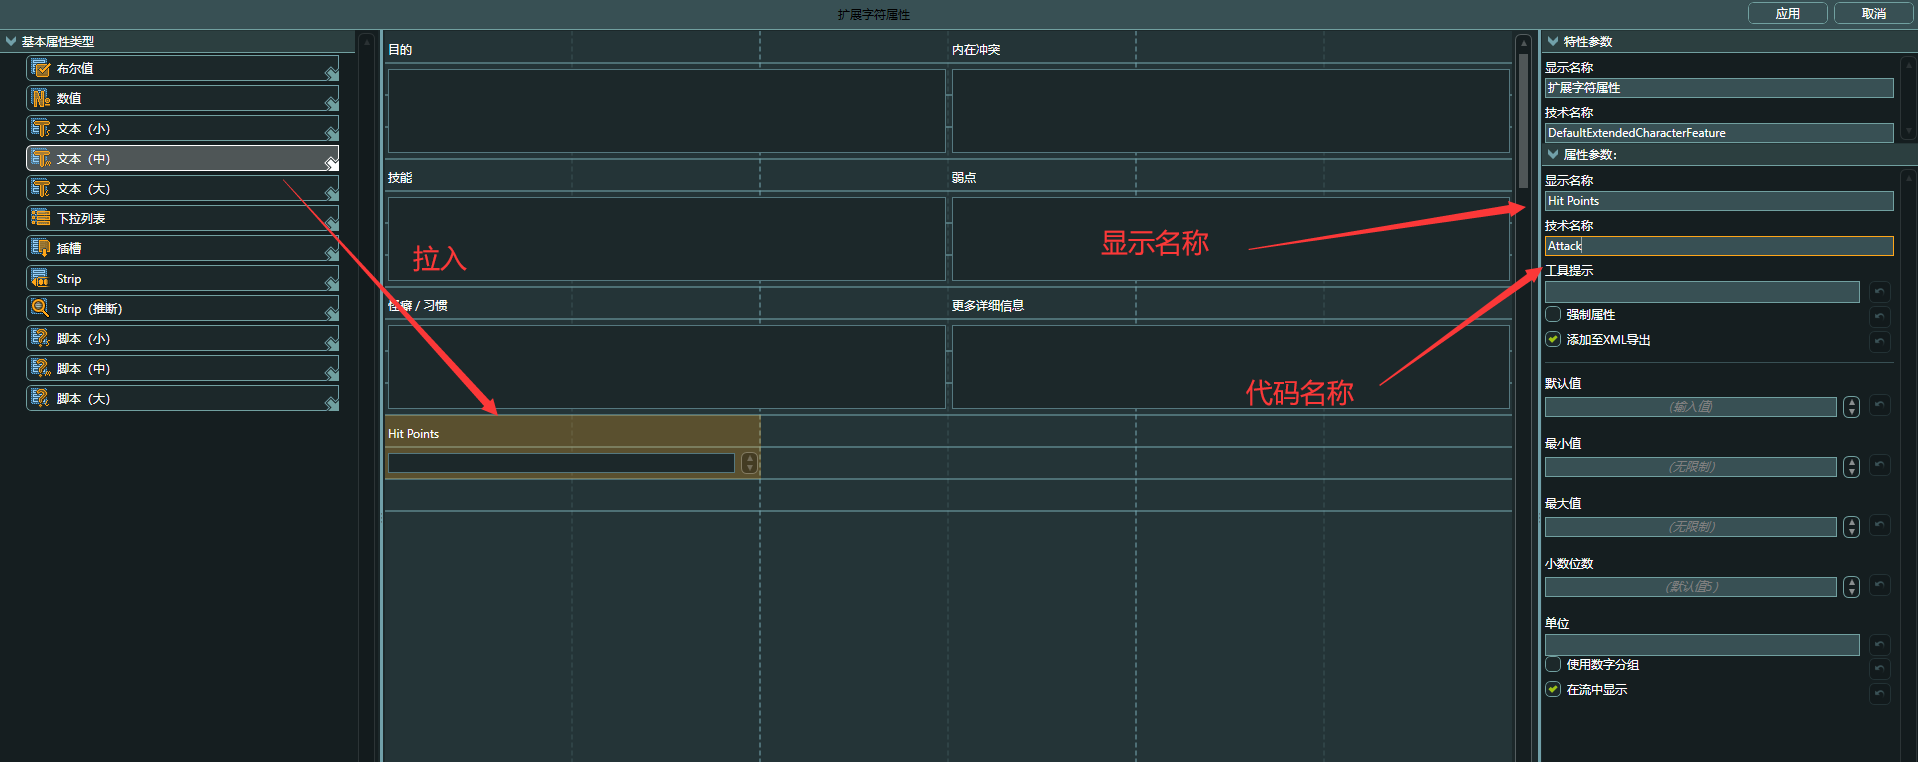 扩展字符属性
应用
取消
基本属性类型
布尔值
数值
文本（小）
文本（中）
文本（大）
下拉列表
插槽
Strip
Strip（推断）
脚本（小）
脚本（中）
脚本（大）
目的
内在冲突
技能
弱点
拉入
显示名称
怪癖 / 习惯
更多详细信息
代码名称
Hit Points
特性参数
显示名称
扩展字符属性
技术名称
DefaultExtendedCharacterFeature
属性参数：
显示名称
Hit Points
技术名称
Attack
工具提示
强制属性
添加至XML导出
默认值
（输入值）
最小值
（无限制）
最大值
（无限制）
小数位数
（默认值5）
单位
使用数字分组
在流中显示